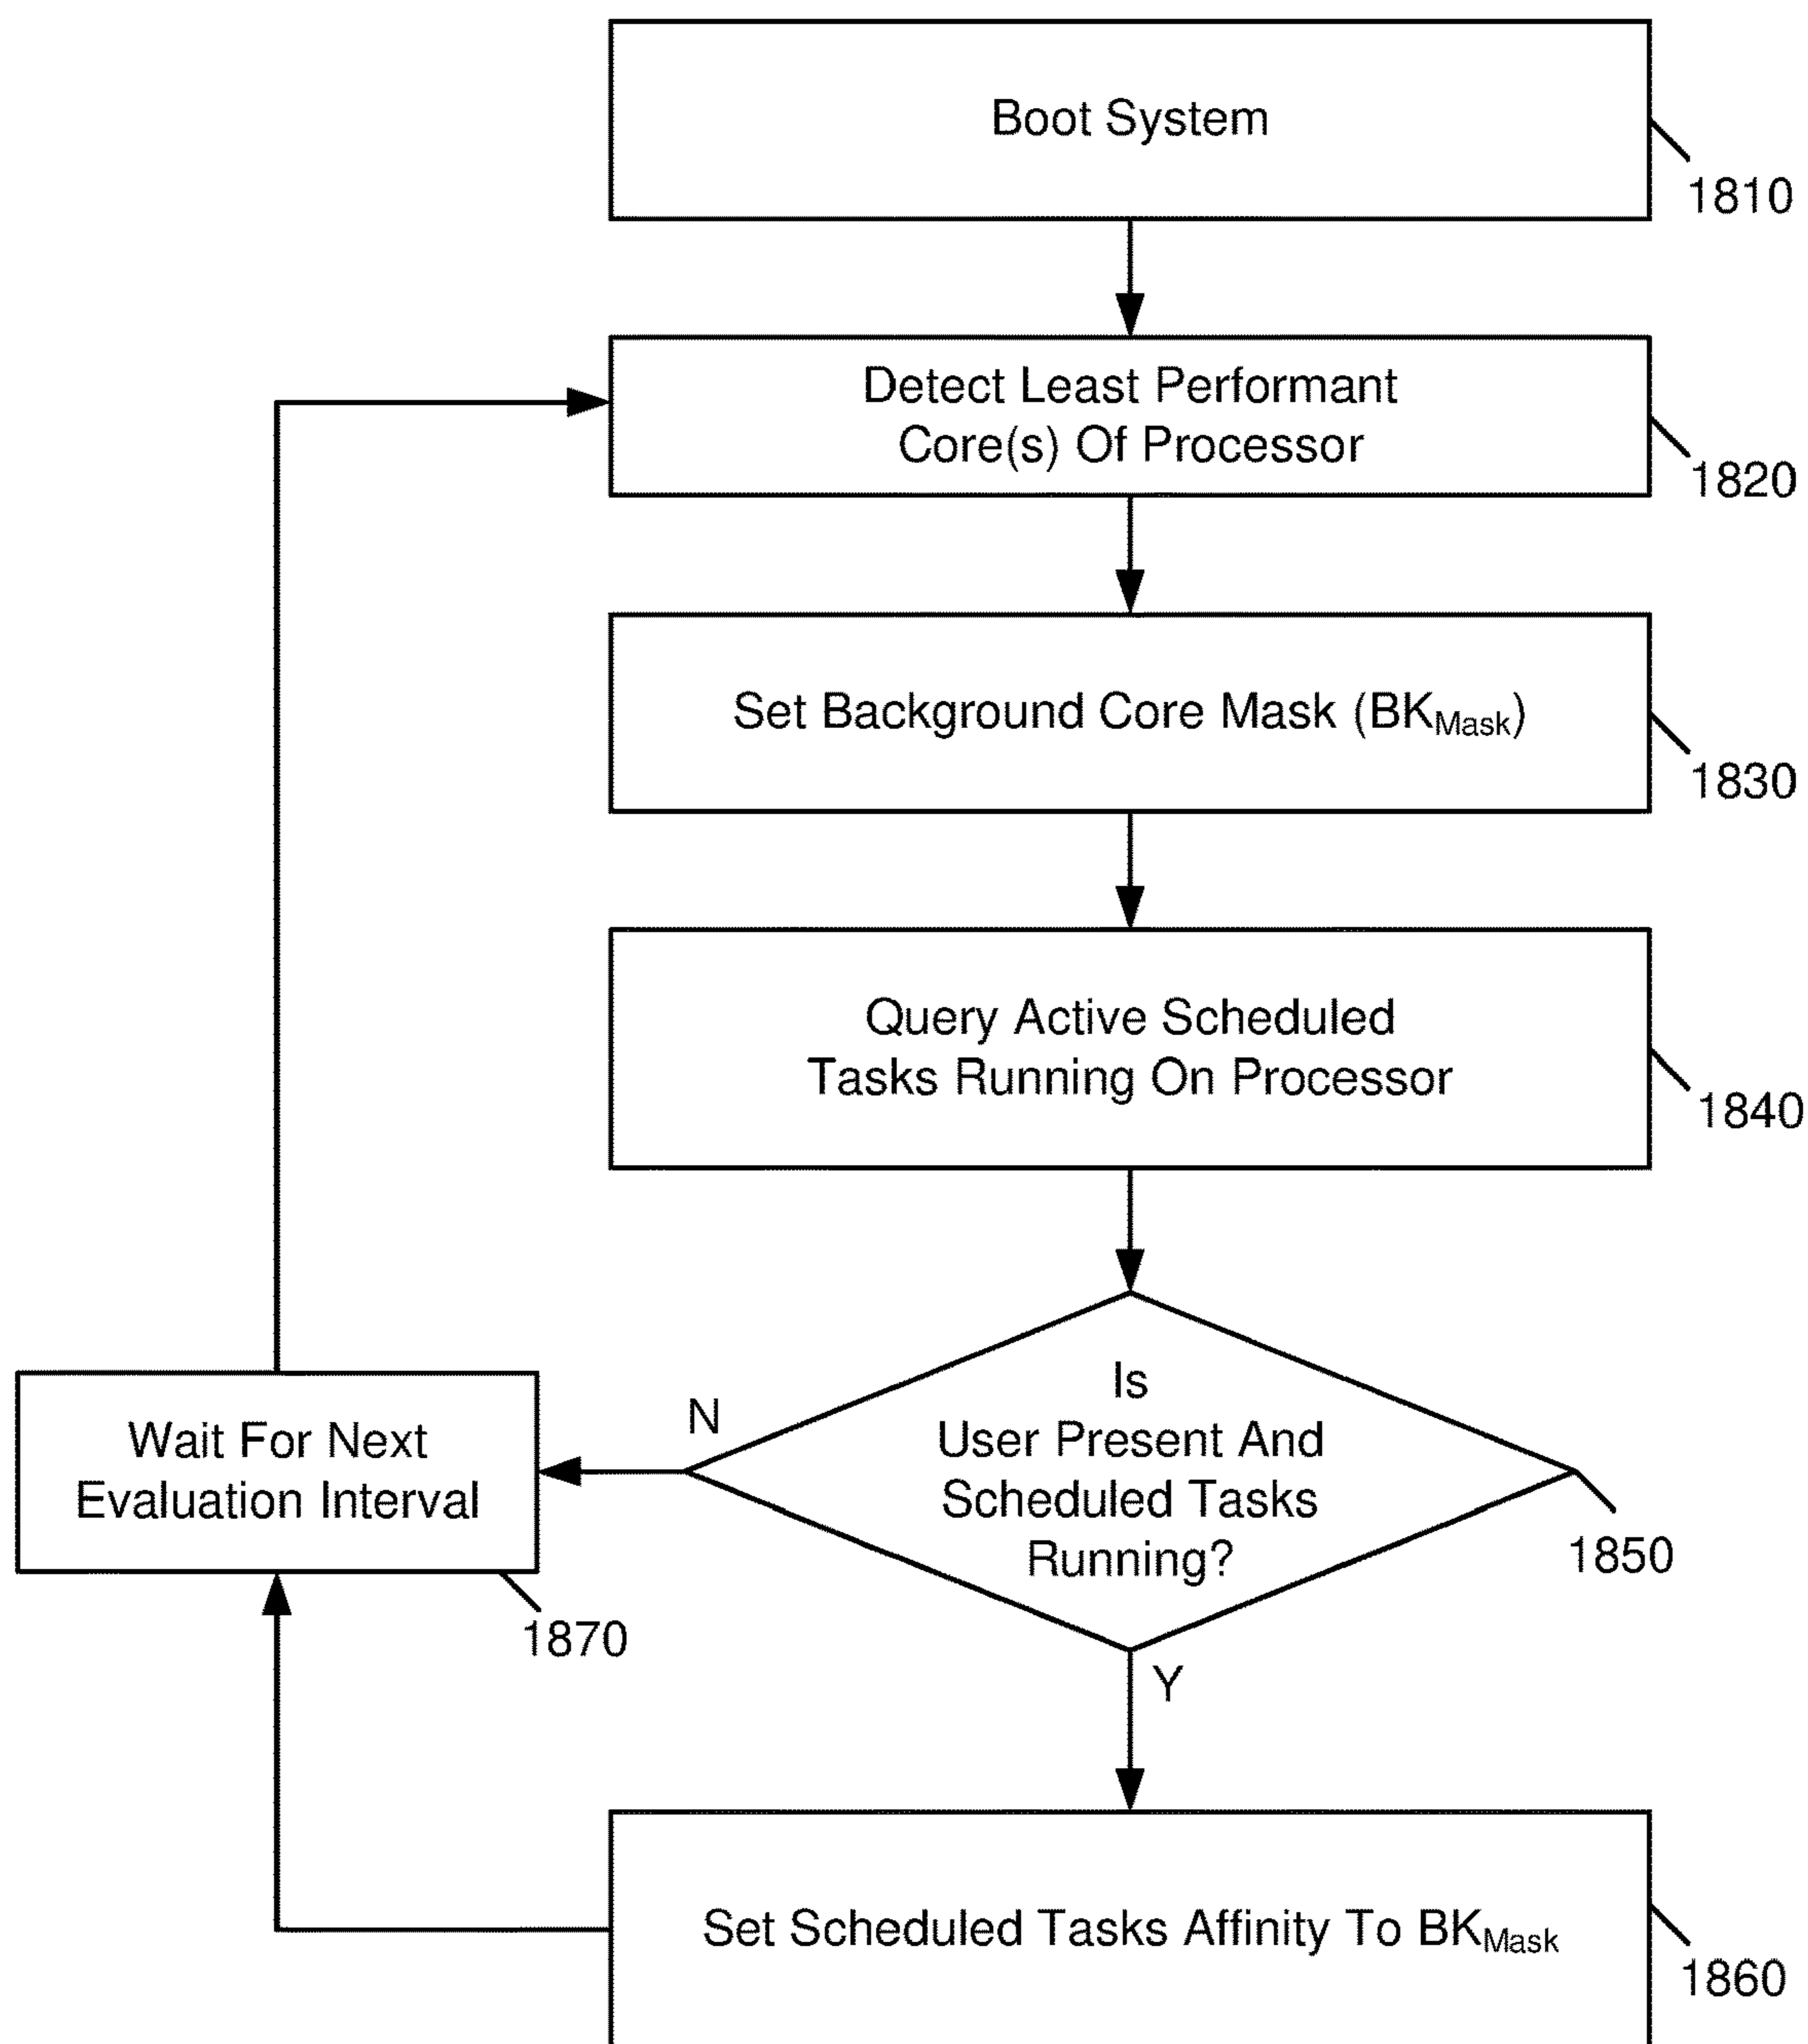 Boot System
1810
Detect Least Performant
Core(s) Of Processor
1820
Set Background Core Mask (BKMask)
1830
Query Active Scheduled
Tasks Running On Processor
1840
Is
User Present And
Scheduled Tasks
Running?
1850
N
Wait For Next
Evaluation Interval
1870
Y
Set Scheduled Tasks Affinity To BKMask
1860